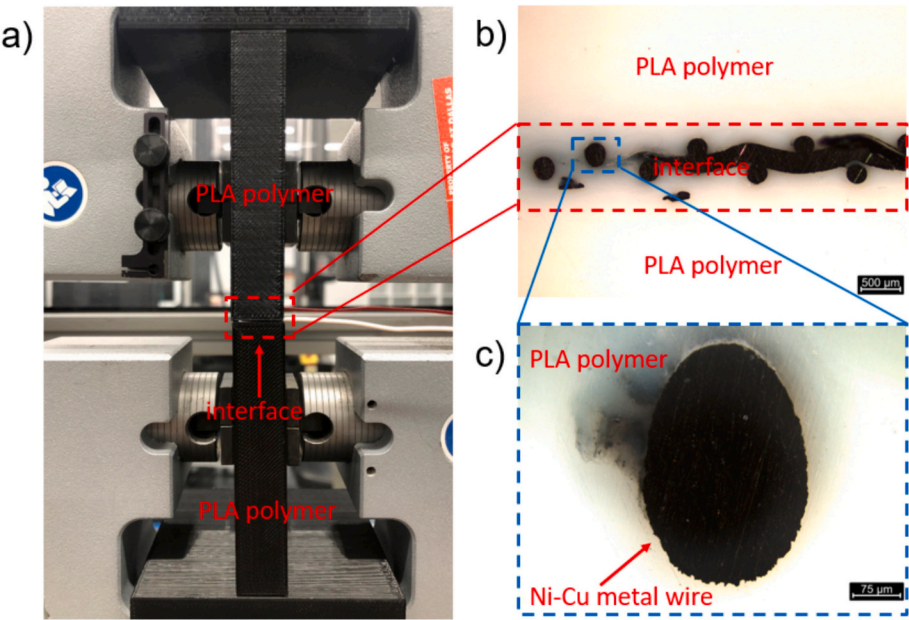 a)
PLA polymer
interface
PLA polymer
b)
PLA polymer
interface
PLA polymer
500 µm
c)
PLA polymer
Ni-Cu metal wire
75 µm